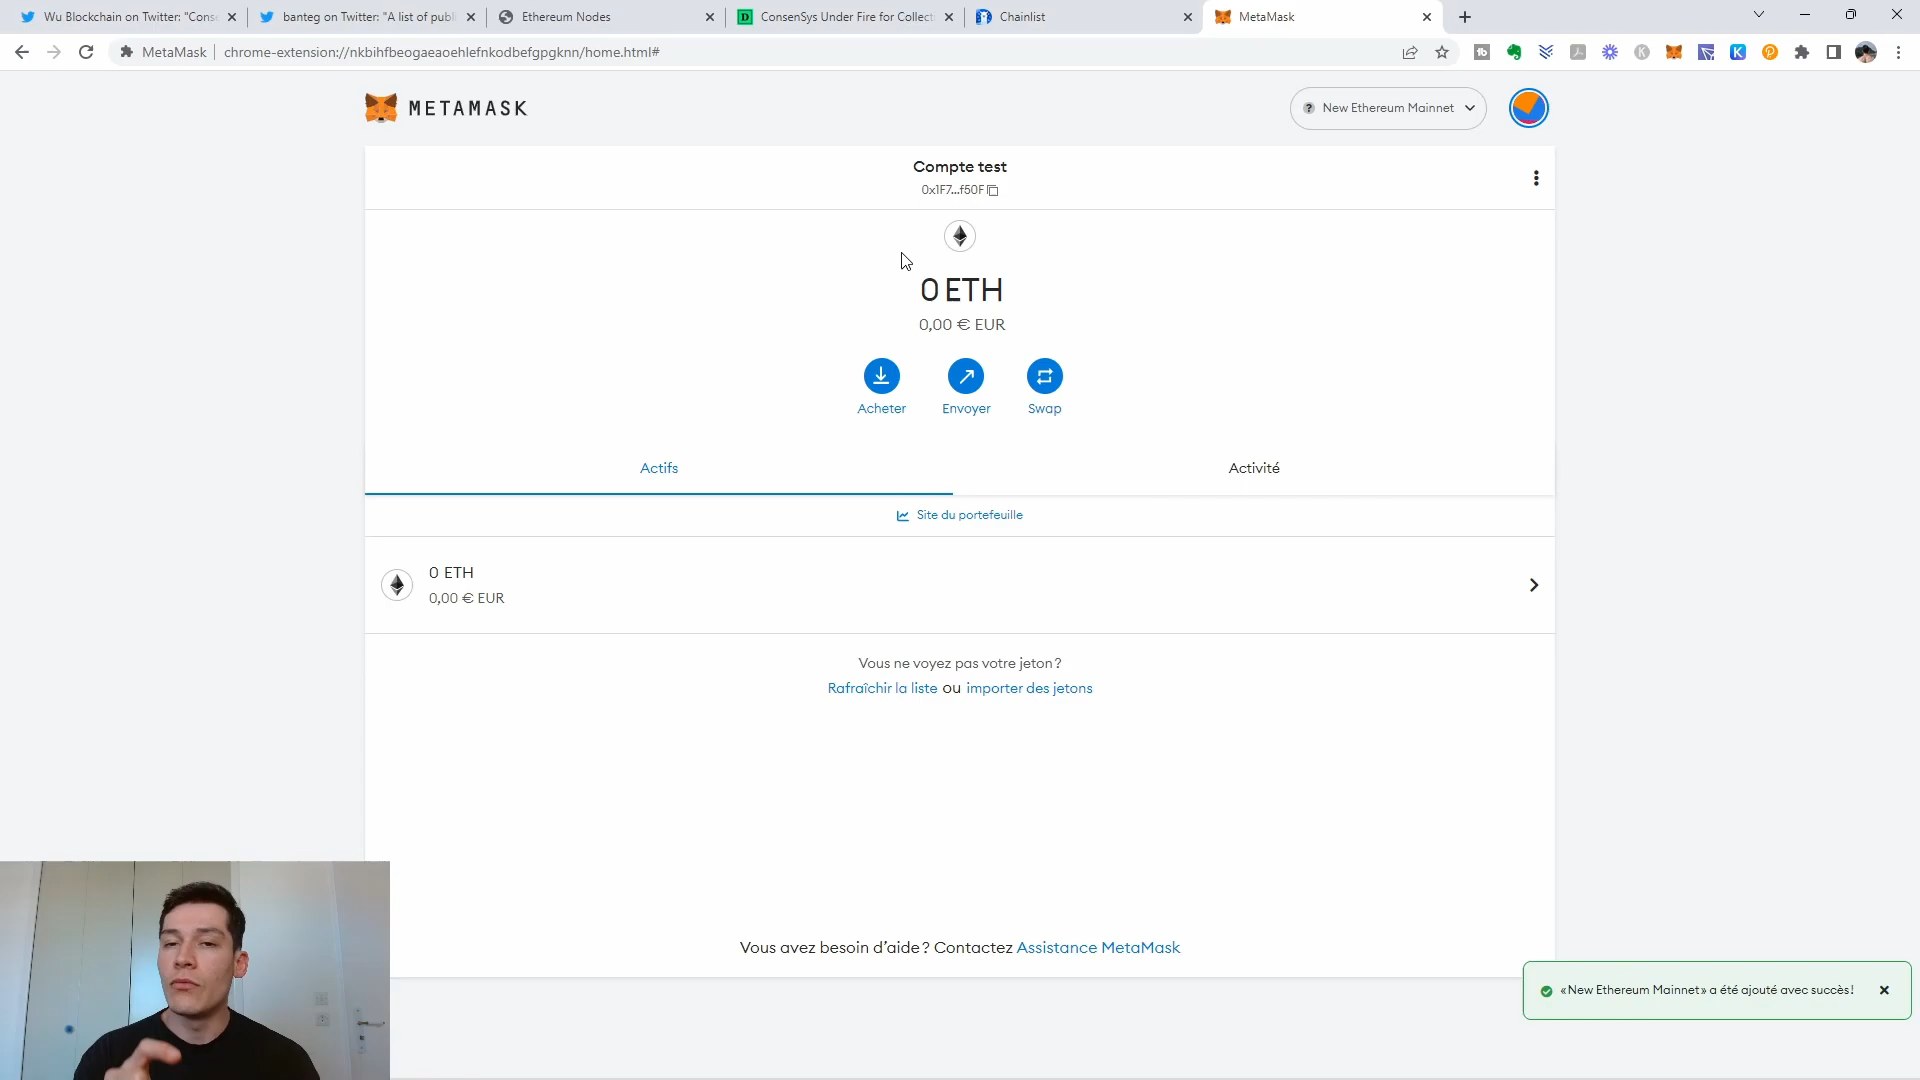 Wu Blockchain on Twitter: "Cons
banteg on Twitter: "A list of publ
Ethereum Nodes
ConsenSys Under Fire for Collect
Chainlist
MetaMask
MetaMask
chrome-extension://nkbihfbeogaeaoehlefnkodbefgpgknn/home.html#
METAMASK
New Ethereum Mainnet
Compte test
0x1F7...f50F
0 ETH
0,00 € EUR
Acheter
Envoyer
Swap
Actifs
Activité
Site du portefeuille
0 ETH
0,00 € EUR
Vous ne voyez pas votre jeton ?
Rafraîchir la liste ou importer des jetons
Vous avez besoin d’aide ? Contactez Assistance MetaMask
«New Ethereum Mainnet» a été ajouté avec succès!